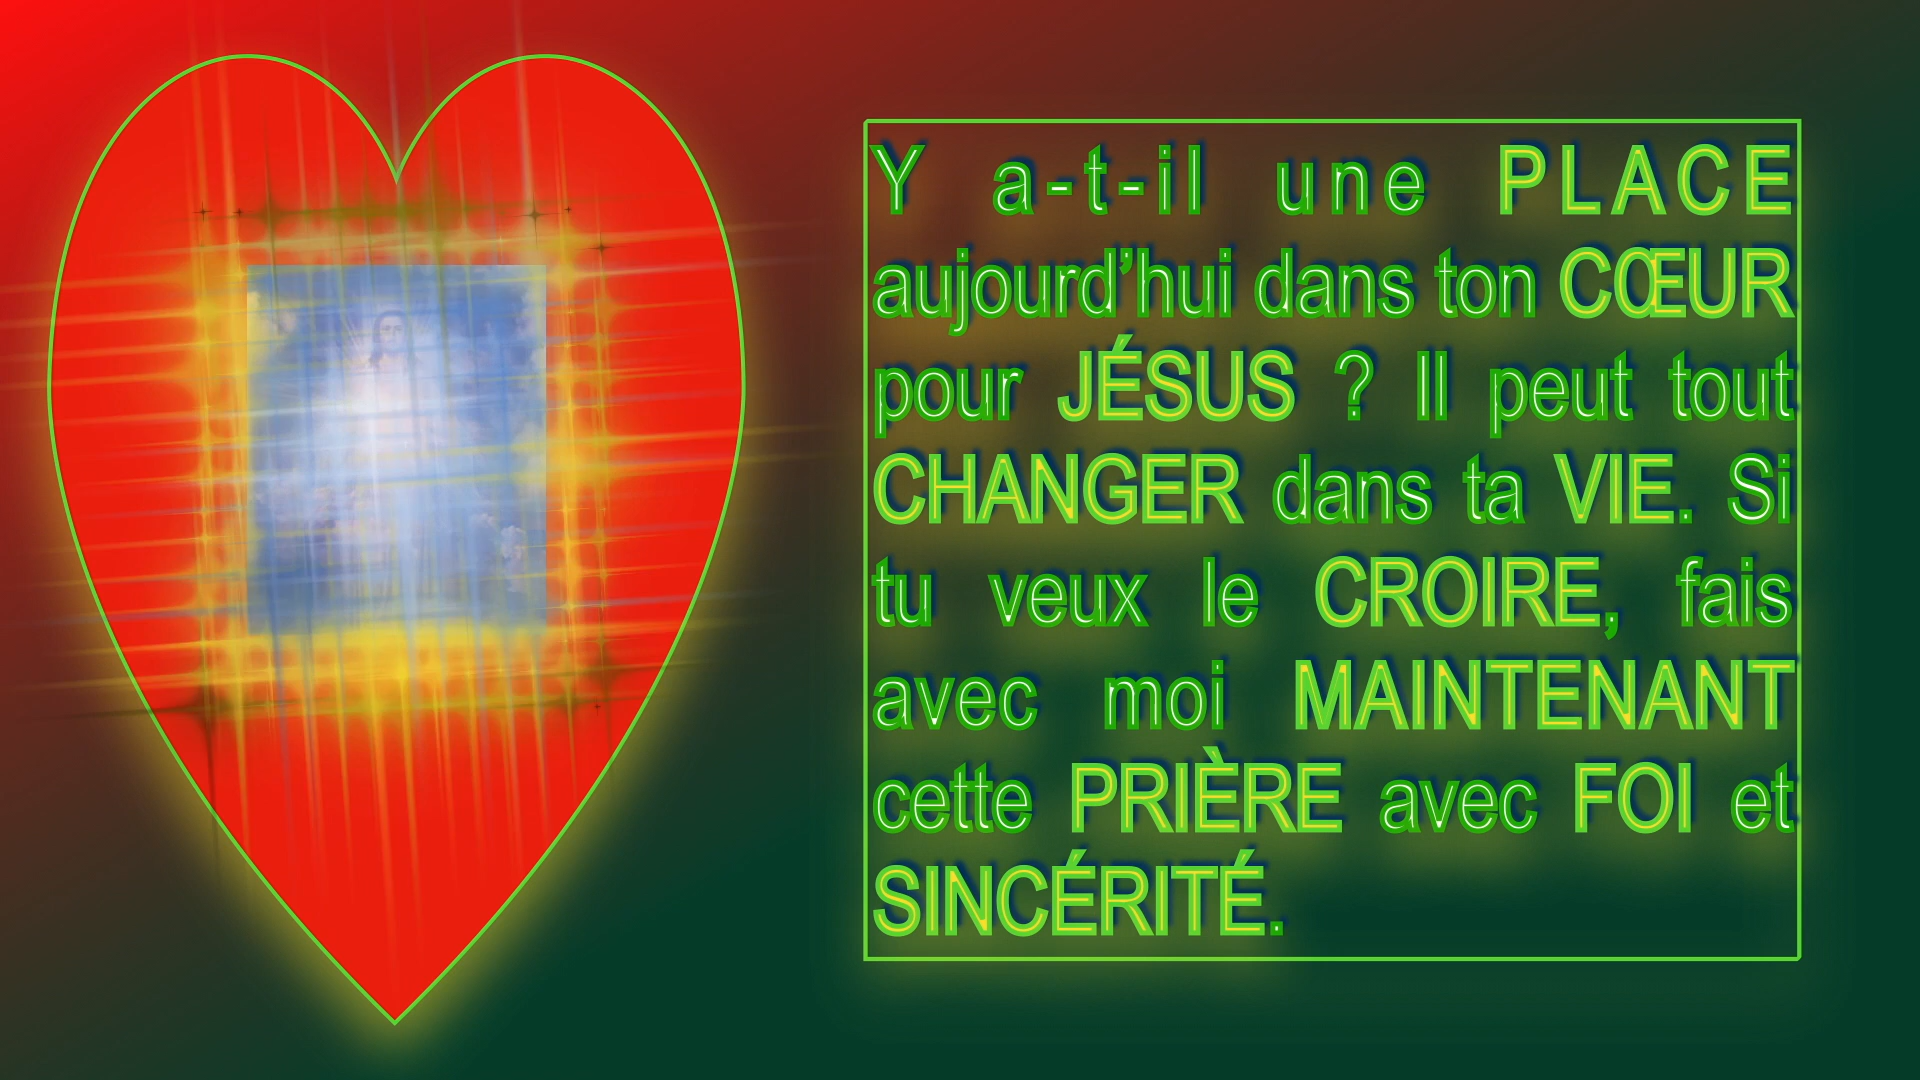 Y a-t-il une PLACE
aujourd’hui dans ton CŒUR
pour JÉSUS ? Il peut tout
CHANGER dans ta VIE. Si
tu veux le CROIRE, fais
avec moi MAINTENANT
cette PRIÈRE avec FOI et
SINCÉRITÉ.